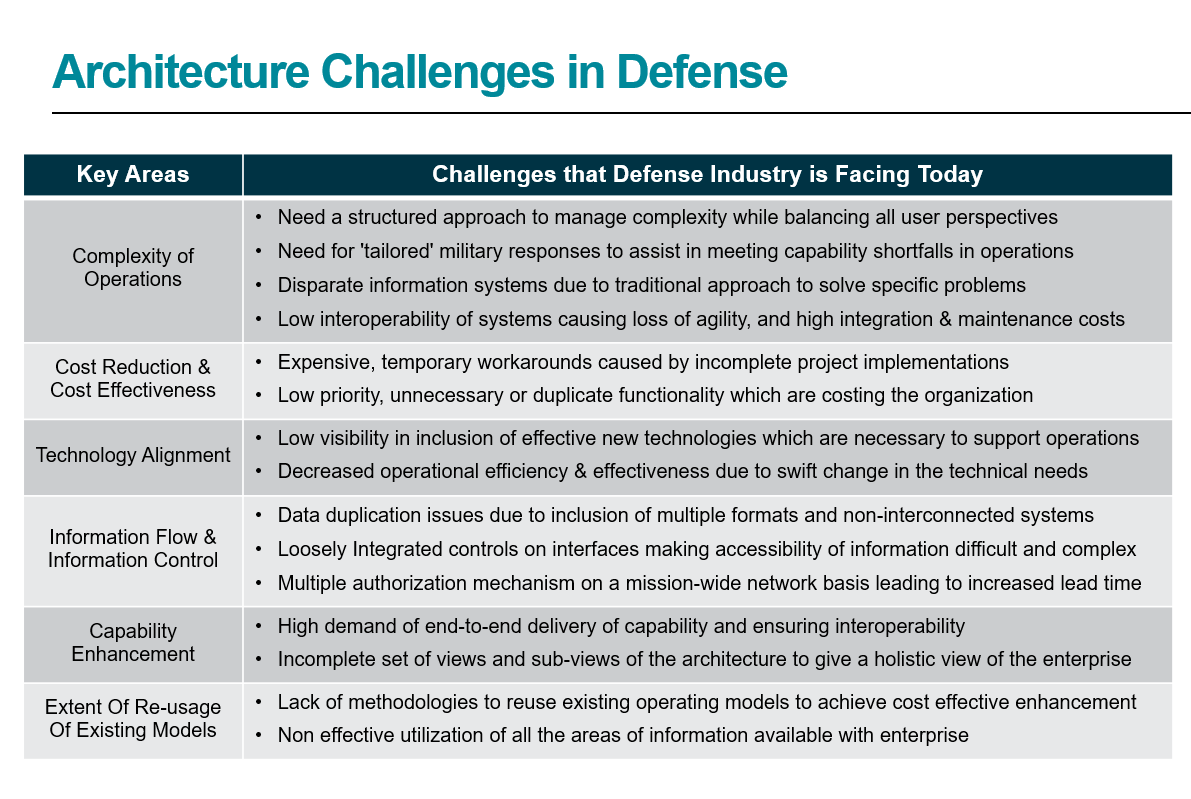 Architecture Challenges in Defense
Key Areas
Challenges that Defense Industry is Facing Today
Complexity of
Operations
• Need a structured approach to manage complexity while balancing all user perspectives
• Need for 'tailored' military responses to assist in meeting capability shortfalls in operations
• Disparate information systems due to traditional approach to solve specific problems
• Low interoperability of systems causing loss of agility, and high integration & maintenance costs
Cost Reduction &
Cost Effectiveness
• Expensive, temporary workarounds caused by incomplete project implementations
• Low priority, unnecessary or duplicate functionality which are costing the organization
Technology Alignment
• Low visibility in inclusion of effective new technologies which are necessary to support operations
• Decreased operational efficiency & effectiveness due to swift change in the technical needs
Information Flow &
Information Control
• Data duplication issues due to inclusion of multiple formats and non-interconnected systems
• Loosely Integrated controls on interfaces making accessibility of information difficult and complex
• Multiple authorization mechanism on a mission-wide network basis leading to increased lead time
Capability
Enhancement
• High demand of end-to-end delivery of capability and ensuring interoperability
• Incomplete set of views and sub-views of the architecture to give a holistic view of the enterprise
Extent Of Re-usage
Of Existing Models
• Lack of methodologies to reuse existing operating models to achieve cost effective enhancement
• Non effective utilization of all the areas of information available with enterprise